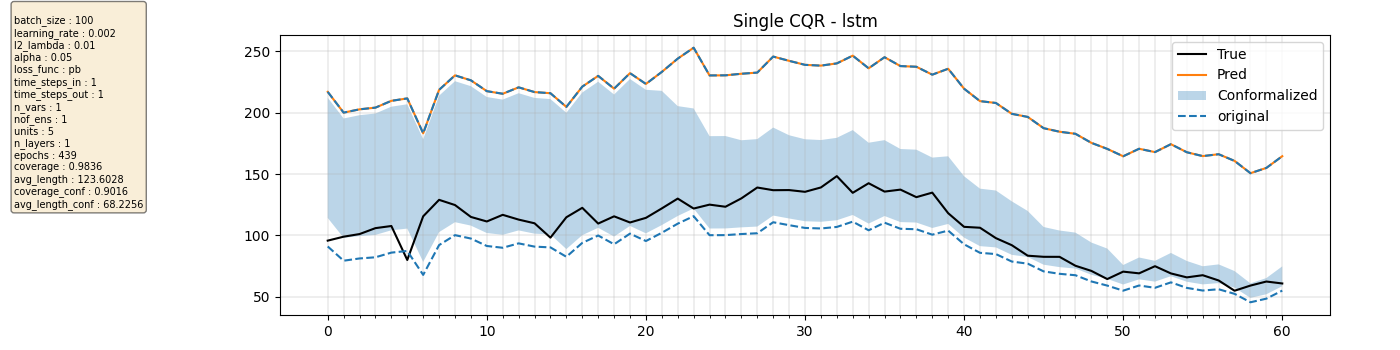 batch_size : 100
learning_rate : 0.002
l2_lambda : 0.01
alpha : 0.05
loss_func : pb
time_steps_in : 1
time_steps_out : 1
n_vars : 1
nof_ens : 1
units : 5
n_layers : 1
epochs : 439
coverage : 0.9836
avg_length : 123.6028
coverage_conf : 0.9016
avg_length_conf : 68.2256
Single CQR - lstm
250
200
150
100
50
True
Pred
Conformalized
original
0 10 20 30 40 50 60